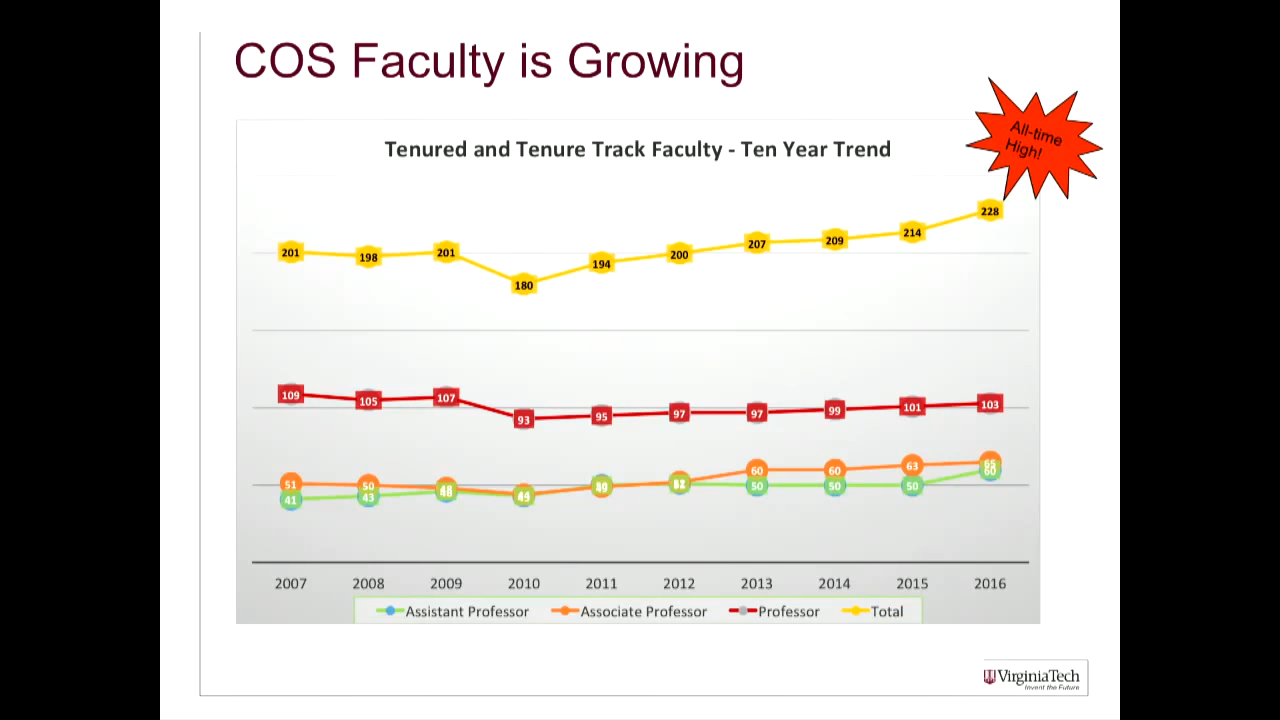 COS Faculty is Growing
All-time
High!
Tenured and Tenure Track Faculty - Ten Year Trend
201 198 201 180 194 200 207 209 214 228
109 105 107 93 95 97 97 99 101 103
51 50 60 60 63 65
41 43 50 50 50 60
2007 2008 2009 2010 2011 2012 2013 2014 2015 2016
Assistant Professor Associate Professor Professor Total
VirginiaTech
Invent the Future